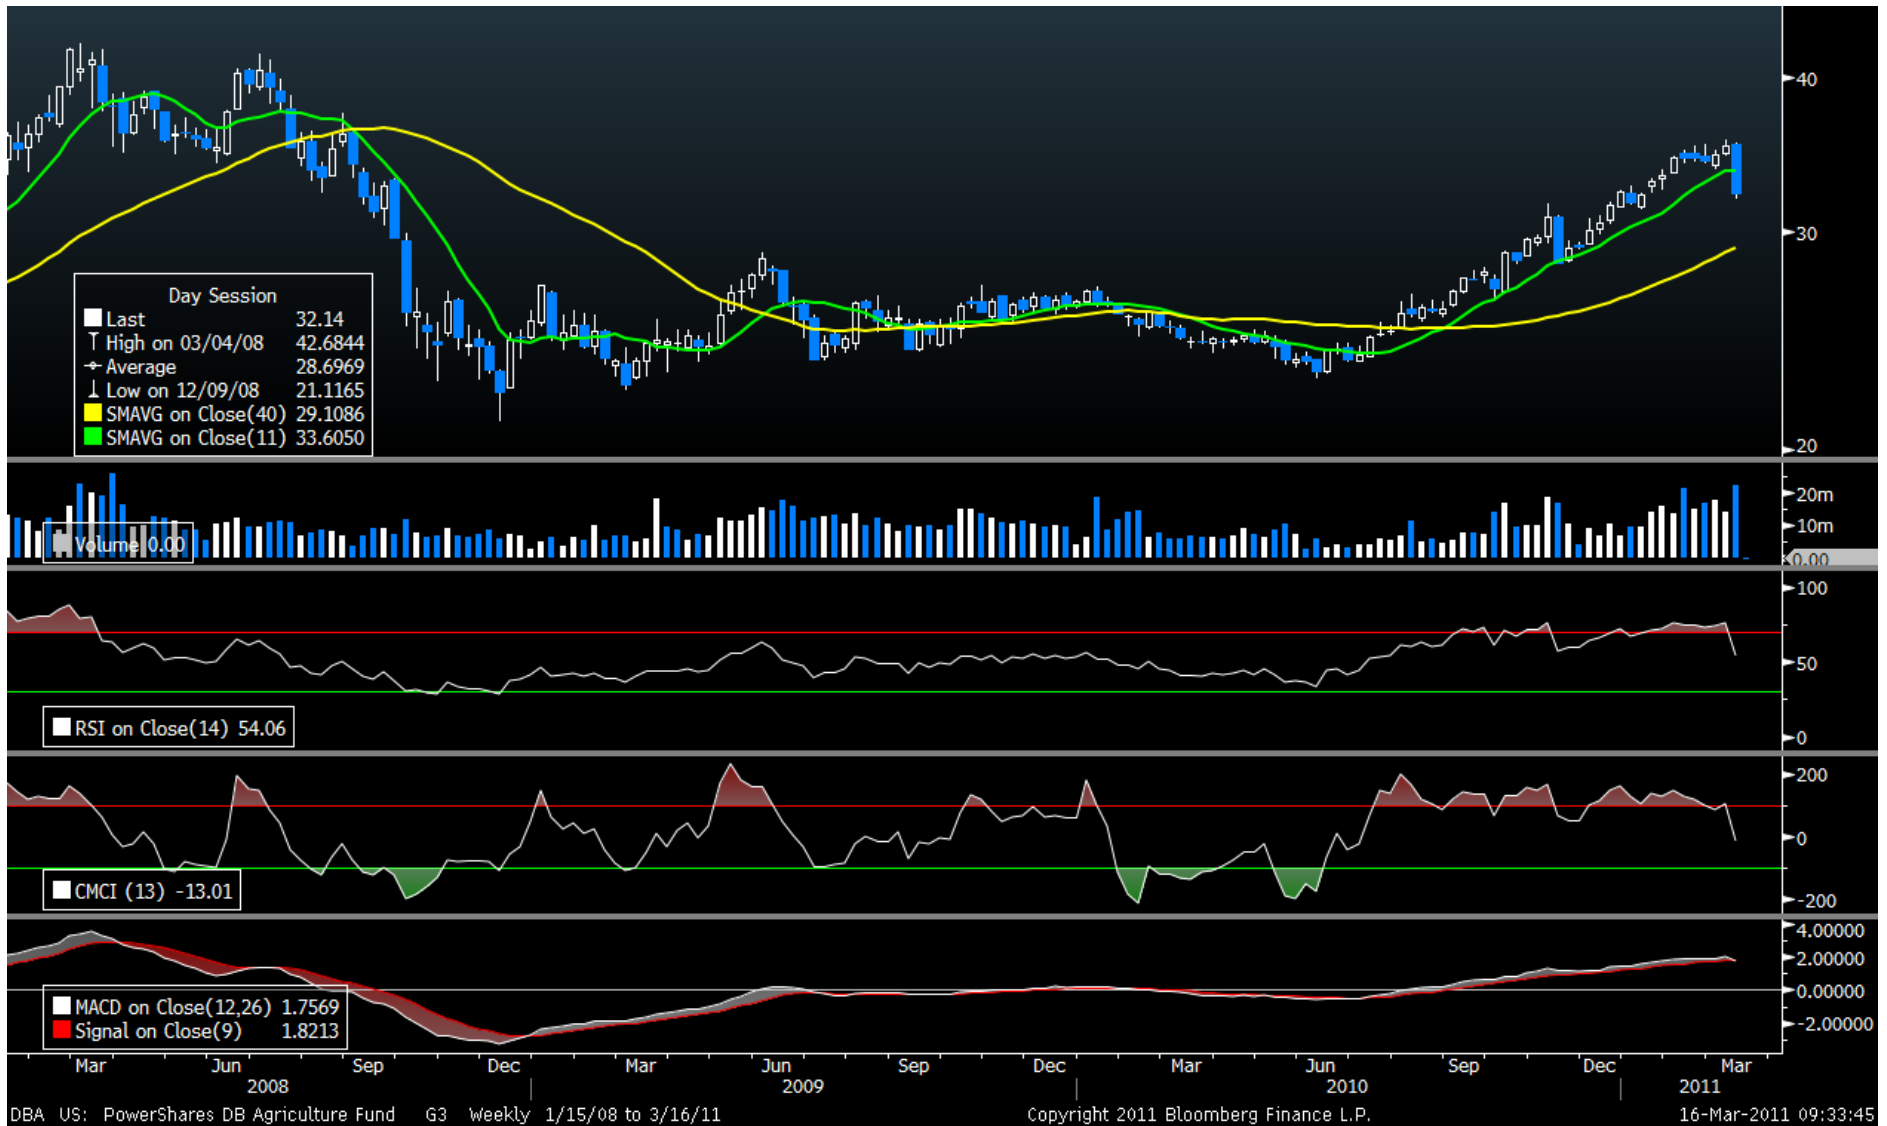 40
30
20
Day Session
Last 32.14
High on 03/04/08 42.6844
Average 28.6969
Low on 12/09/08 21.1165
SMAVG on Close(40) 29.1086
SMAVG on Close(11) 33.6050
20m
10m
0.00
Volume 0.00
100
50
0
RSI on Close(14) 54.06
200
0
-200
CMCI (13) -13.01
4.00000
2.00000
0.00000
-2.00000
MACD on Close(12,26) 1.7569
Signal on Close(9) 1.8213
Mar Jun Sep Dec Mar Jun Sep Dec Mar Jun Sep Dec Mar
2008 2009 2010 2011
DBA US: PowerShares DB Agriculture Fund G3 Weekly 1/15/08 to 3/16/11 Copyright 2011 Bloomberg Finance L.P. 16-Mar-2011 09:33:45